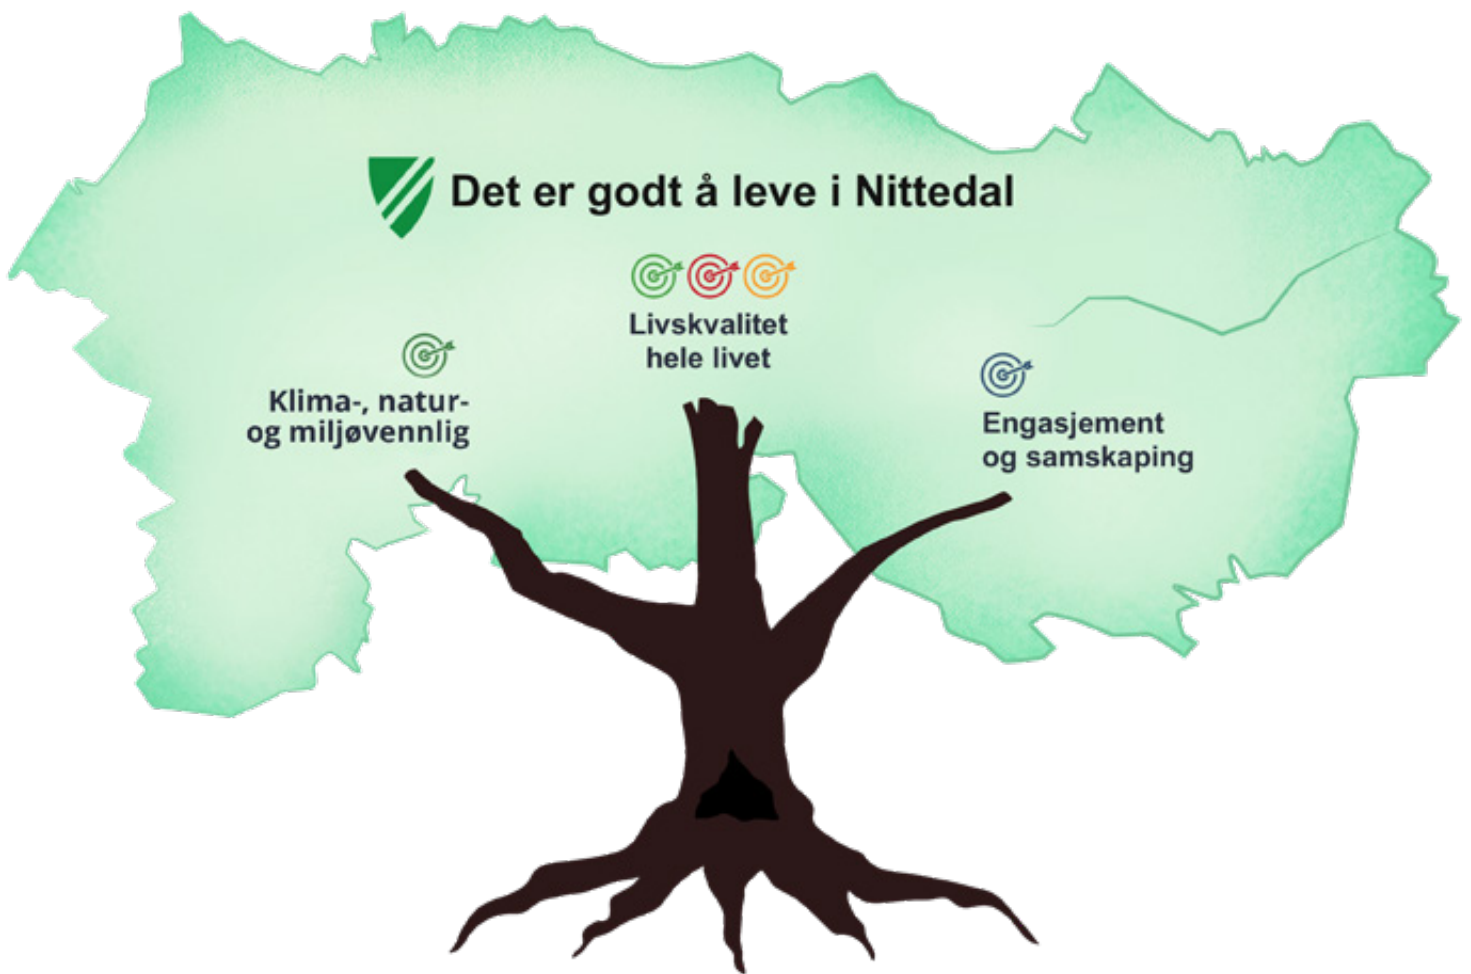 Det er godt å leve i Nittedal
Livskvalitet
hele livet
Klima-, natur-
og miljøvennlig
Engasjement
og samskaping